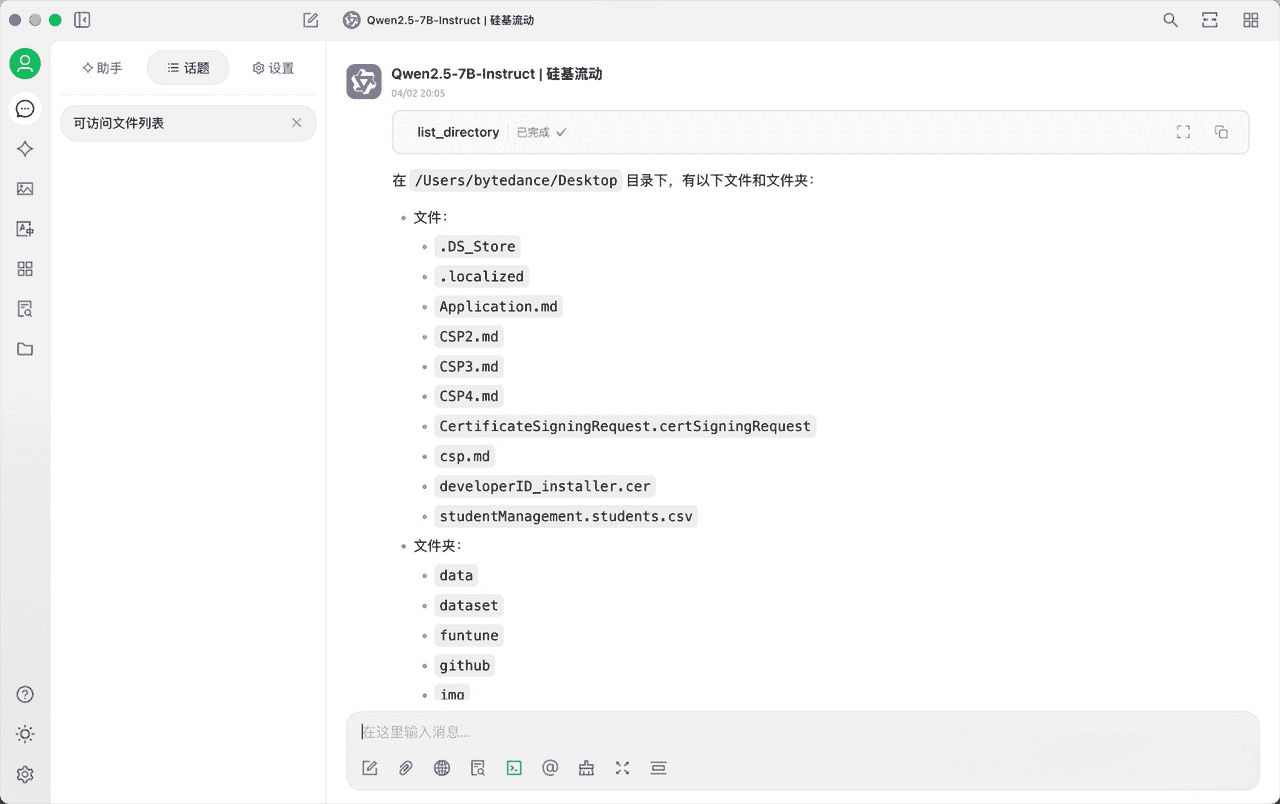 Qwen2.5-7B-Instruct | 硅基流动
助手
话题
设置
可访问文件列表
Qwen2.5-7B-Instruct | 硅基流动
04/02 20:05
list_directory
已完成
在 /Users/bytedance/Desktop 目录下，有以下文件和文件夹：
文件：
.DS_Store
.localized
Application.md
CSP2.md
CSP3.md
CSP4.md
CertificateSigningRequest.certSigningRequest
csp.md
developerID_installer.cer
studentManagement.students.csv
文件夹：
data
dataset
funtune
github
img
在这里输入消息...